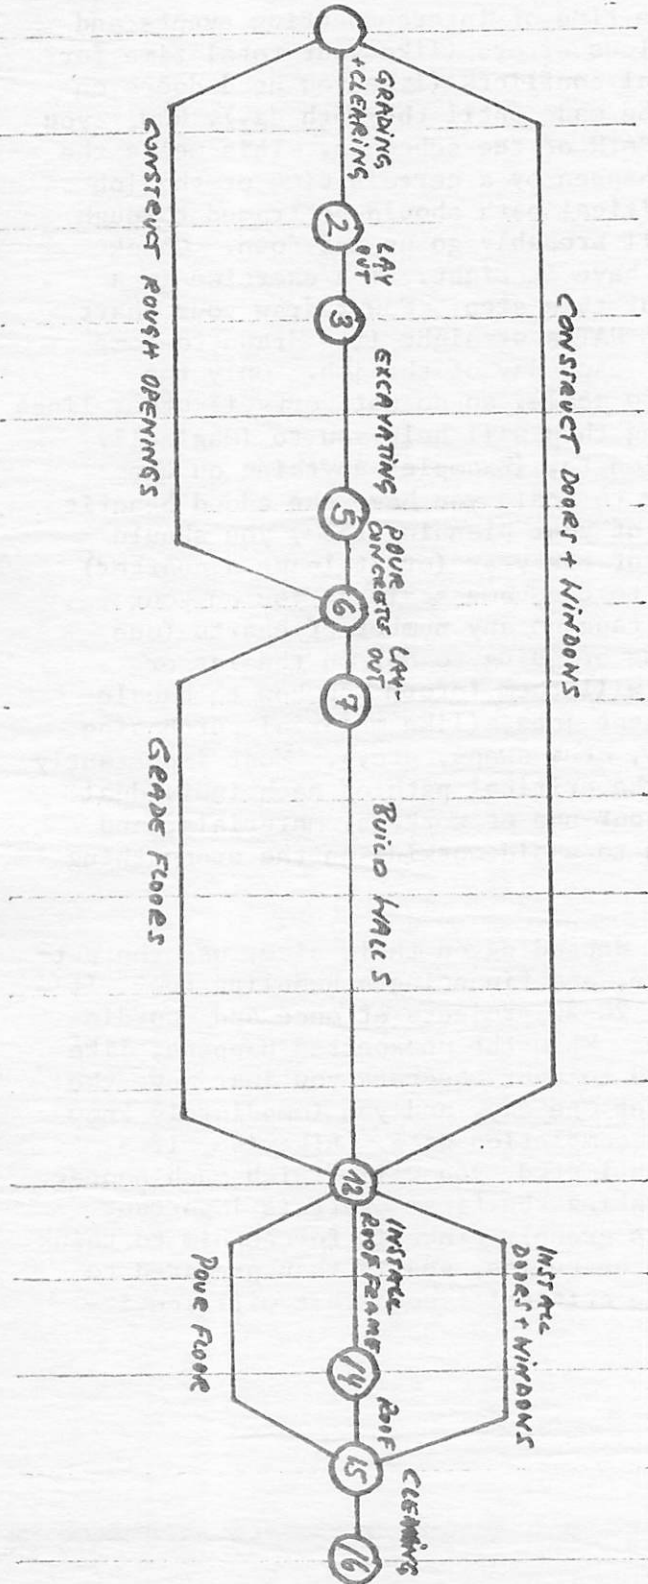 CONSTRUCT DOORS + WINDOWS
INSTALL
DOORS + WINDOWS
GRADING
+CLEARING
2
LAY
OUT
3
EXCAVATING
5
POUR
CONCRETE
6
LAY-
OUT
7
BUILD WALLS
12
INSTALL
ROOF FRAME
14
ROOF
15
CLEANING
16
CONSTRUCT ROUGH OPENINGS
GRADE FLOORS
POUR FLOOR